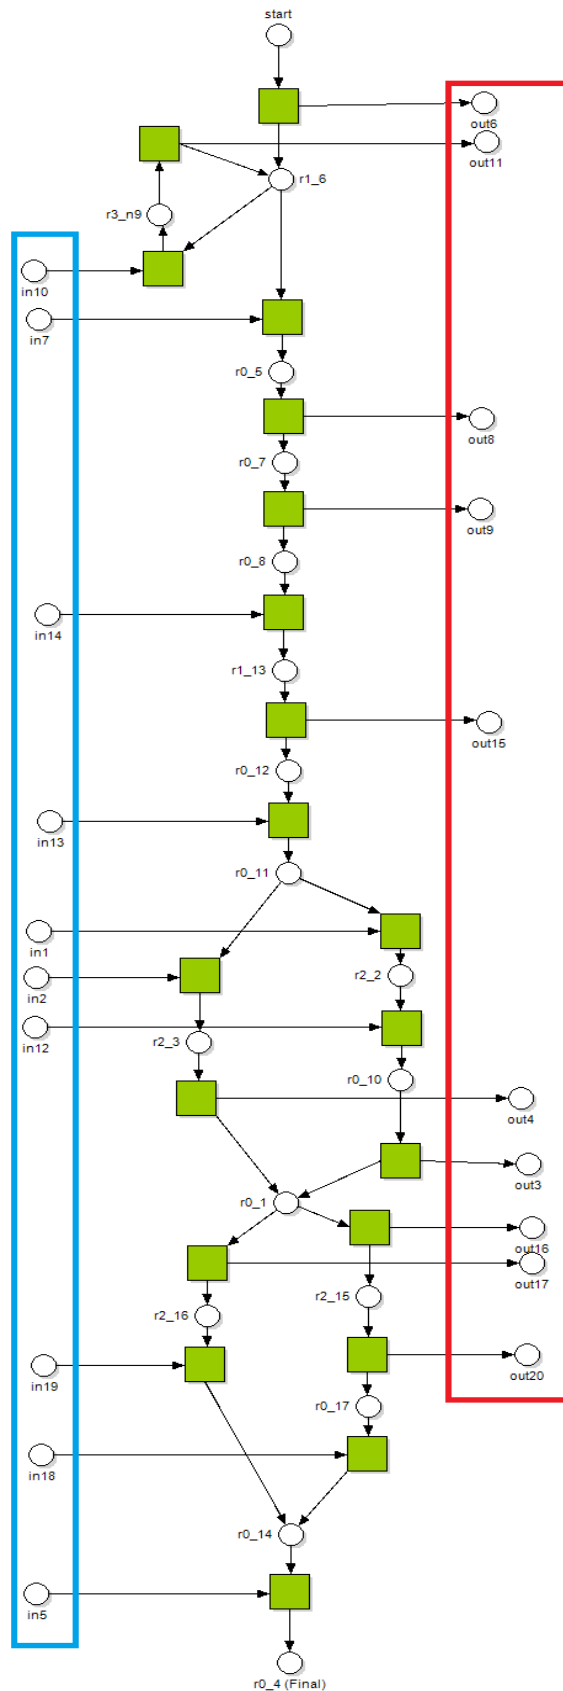 start
out6
out11
r1_6
r3_n9
in10
in7
r0_5
out8
r0_7
out9
r0_8
in14
r1_13
out15
r0_12
in13
r0_11
in1
in2
r2_2
in12
r2_3
r0_10
out4
out3
r0_1
out16
out17
r2_15
r2_16
in19
out20
r0_17
in18
r0_14
in5
r0_4 (Final)